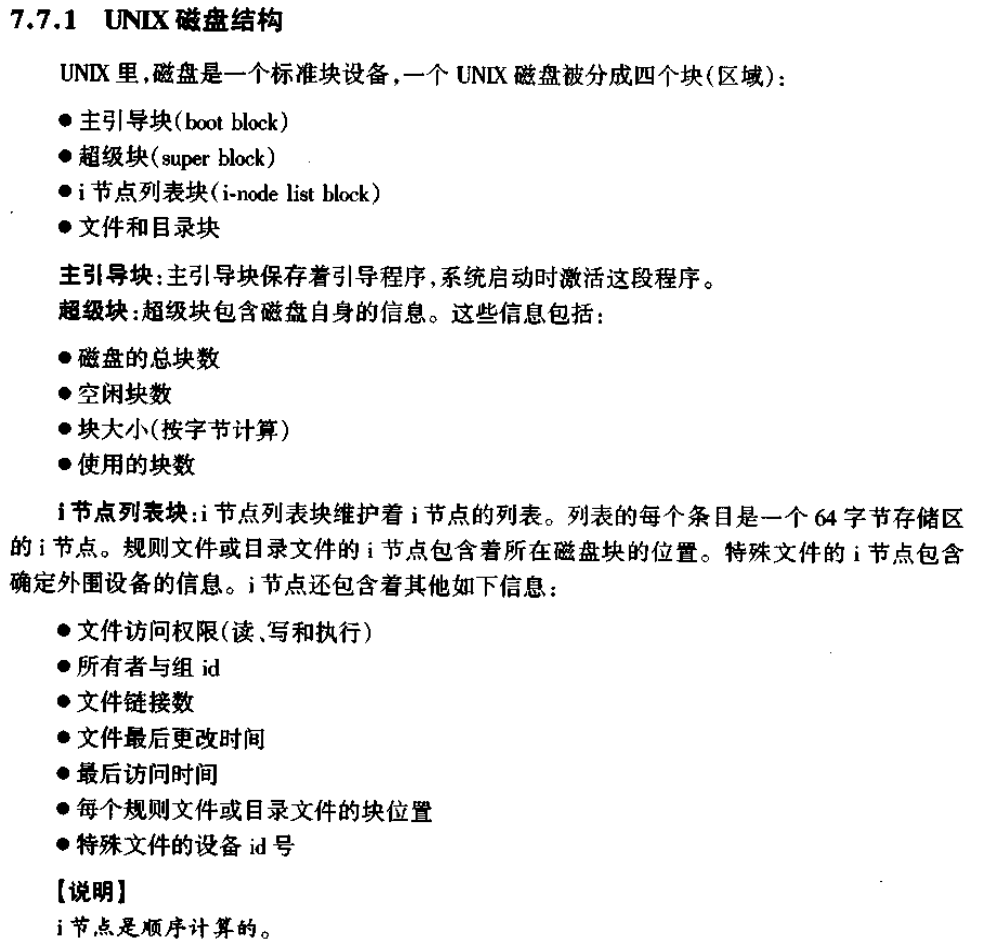 7.7.1 UNIX 磁盘结构
UNIX 里,磁盘是一个标准块设备,一个 UNIX 磁盘被分成四个块(区域):
●主引导块(boot block)
●超级块(super block)
●i 节点列表块(i-node list block)
●文件和目录块
主引导块:主引导块保存着引导程序,系统启动时激活这段程序。
超级块:超级块包含磁盘自身的信息。这些信息包括:
●磁盘的总块数
●空闲块数
●块大小(按字节计算)
●使用的块数
i 节点列表块:i 节点列表块维护着 i 节点的列表。列表的每个条目是一个 64 字节存储区
的 i 节点。规则文件或目录文件的 i 节点包含着所在磁盘块的位置。特殊文件的 i 节点包含
确定外围设备的信息。i 节点还包含着其他如下信息:
●文件访问权限(读、写和执行)
●所有者与组 id
●文件链接数
●文件最后更改时间
●最后访问时间
●每个规则文件或目录文件的块位置
●特殊文件的设备 id 号
【说明】
i 节点是顺序计算的。